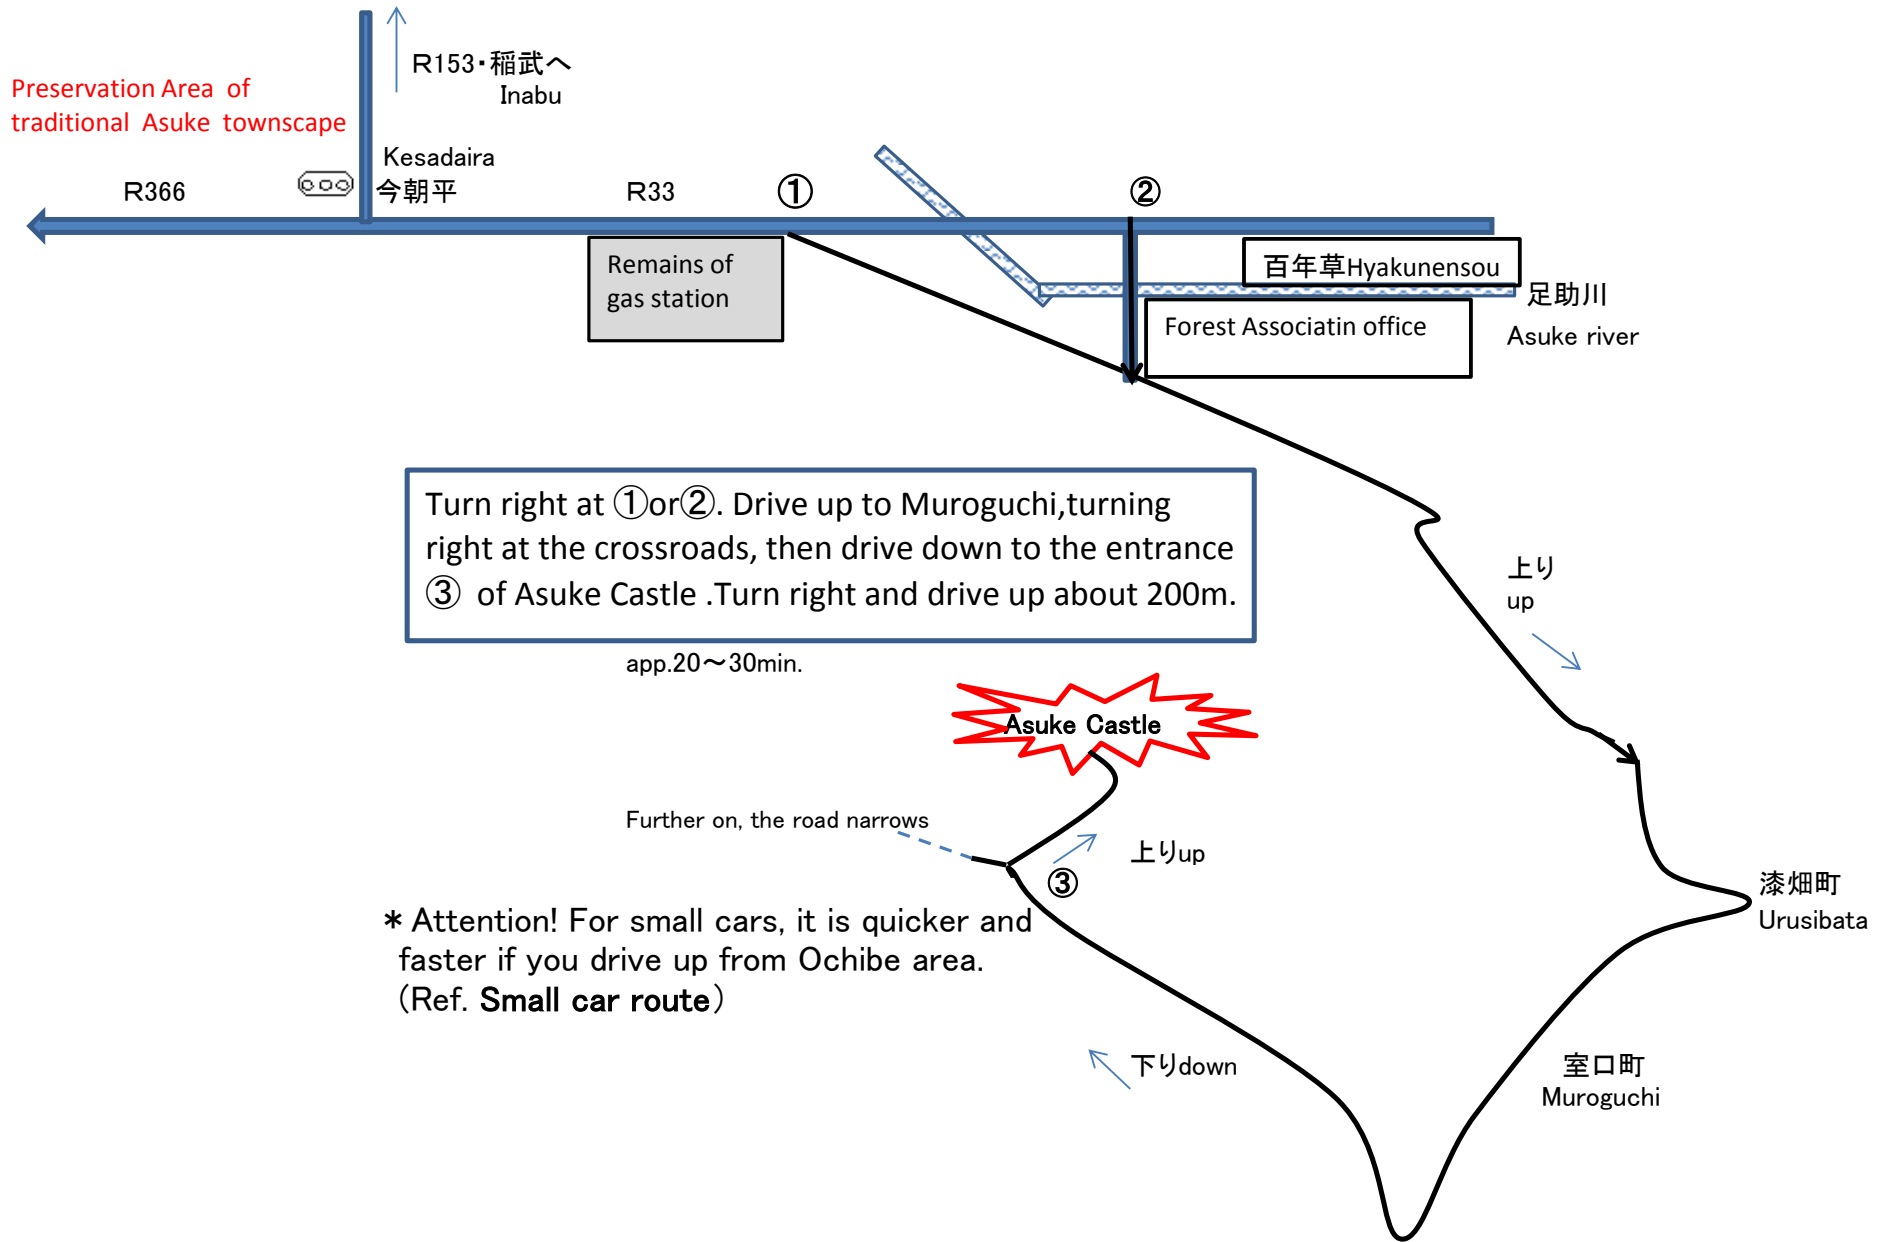 R153・稲武へ
Inabu
Preservation Area of
traditional Asuke townscape
Kesadaira
今朝平
R366
R33
①
②
Remains of
gas station
百年草Hyakunensou
足助川
Asuke river
Forest Associatin office
Turn right at ①or②. Drive up to Muroguchi,turning
right at the crossroads, then drive down to the entrance
③ of Asuke Castle .Turn right and drive up about 200m.
app.20～30min.
上り
up
Asuke Castle
Further on, the road narrows
上りup
③
漆畑町
Urusibata
* Attention! For small cars, it is quicker and
faster if you drive up from Ochibe area.
(Ref. Small car route)
下りdown
室口町
Muroguchi